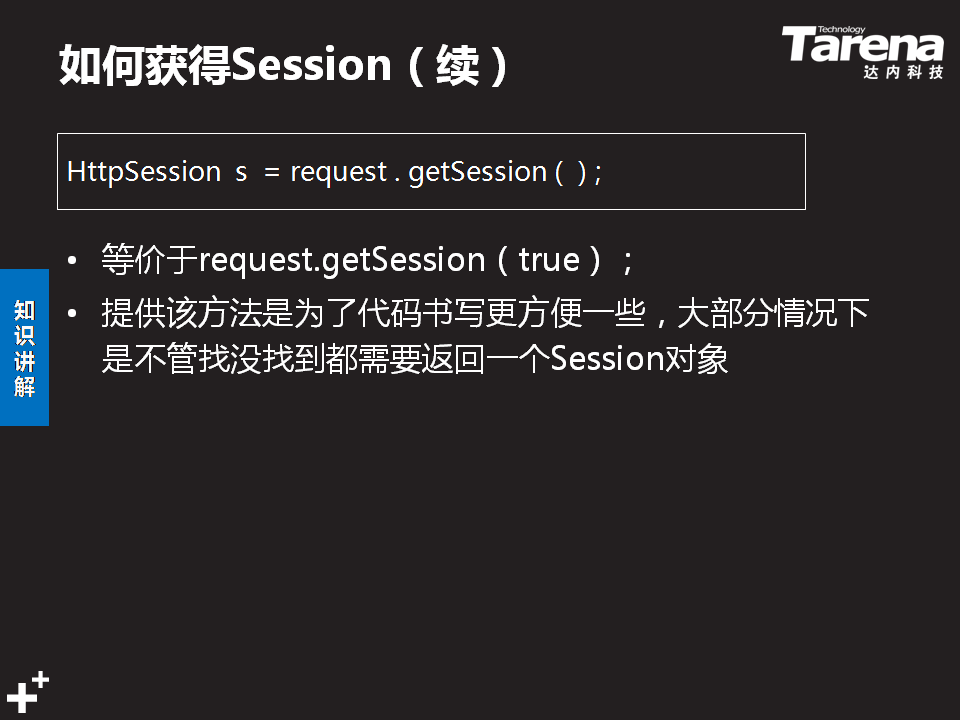 如何获得Session（续）
Technology
Tarena
达内科技
HttpSession s = request . getSession ( ) ;
• 等价于request.getSession（true）；
• 提供该方法是为了代码书写更方便一些，大部分情况下
是不管找没找到都需要返回一个Session对象
知
识
讲
解